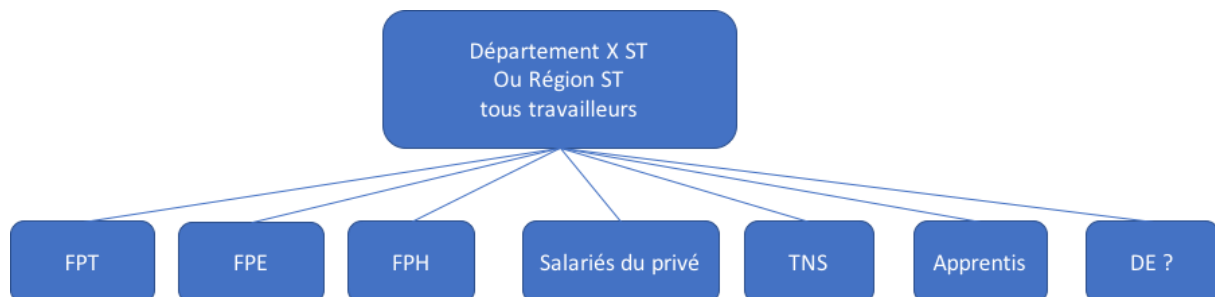 Département X ST
Ou Région ST
tous travailleurs
FPT
FPE
FPH
Salariés du privé
TNS
Apprentis
DE ?